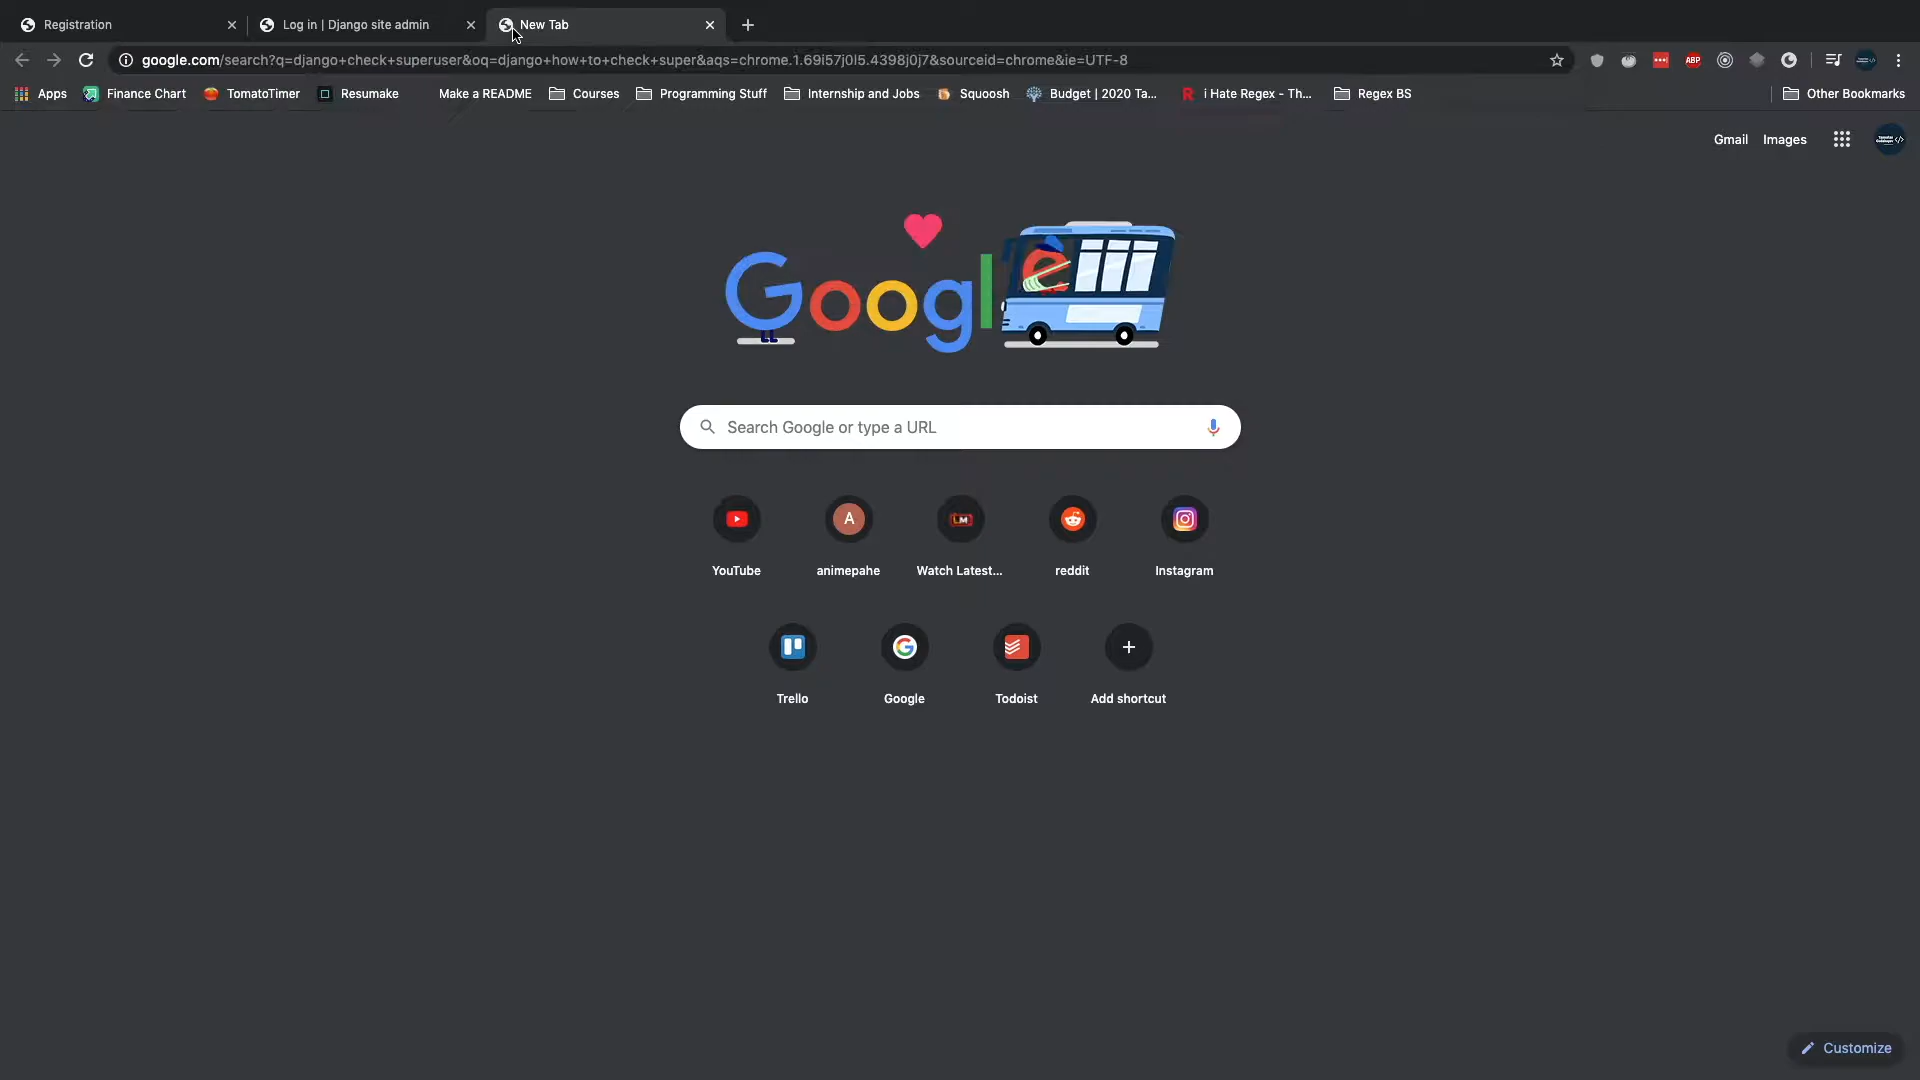 Registration
Log in | Django site admin
New Tab
google.com/search?q=django+check+superuser&oq=django+how+to+check+super&aqs=chrome.1.69i57j0l5.4398j0j7&sourceid=chrome&ie=UTF-8
ABP
Apps
Finance Chart
TomatoTimer
Resumake
Make a README
Courses
Programming Stuff
Internship and Jobs
Squoosh
Budget | 2020 Ta...
R i Hate Regex - Th...
Regex BS
Other Bookmarks
Gmail
Images
Google
Search Google or type a URL
A
LM
YouTube
animepahe
Watch Latest...
reddit
Instagram
G
Trello
Google
Todoist
Add shortcut
Customize